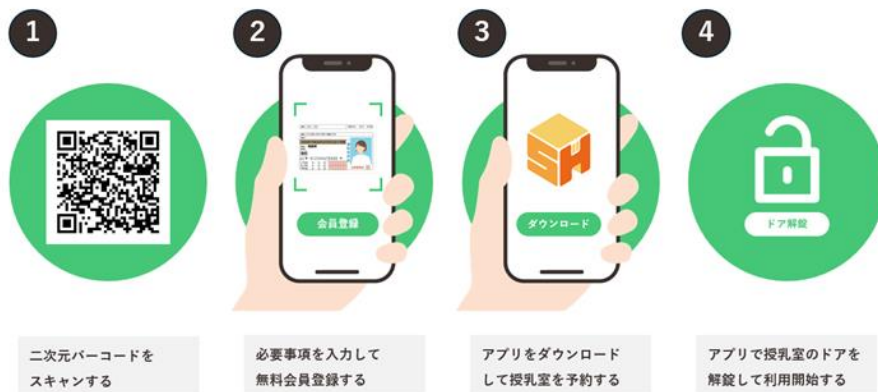 1
2
3
4
会員登録
SH
ダウンロード
ドア解錠
二次元バーコードを
スキャンする
必要事項を入力して
無料会員登録する
アプリをダウンロード
して授乳室を予約する
アプリで授乳室のドアを
解錠して利用開始する